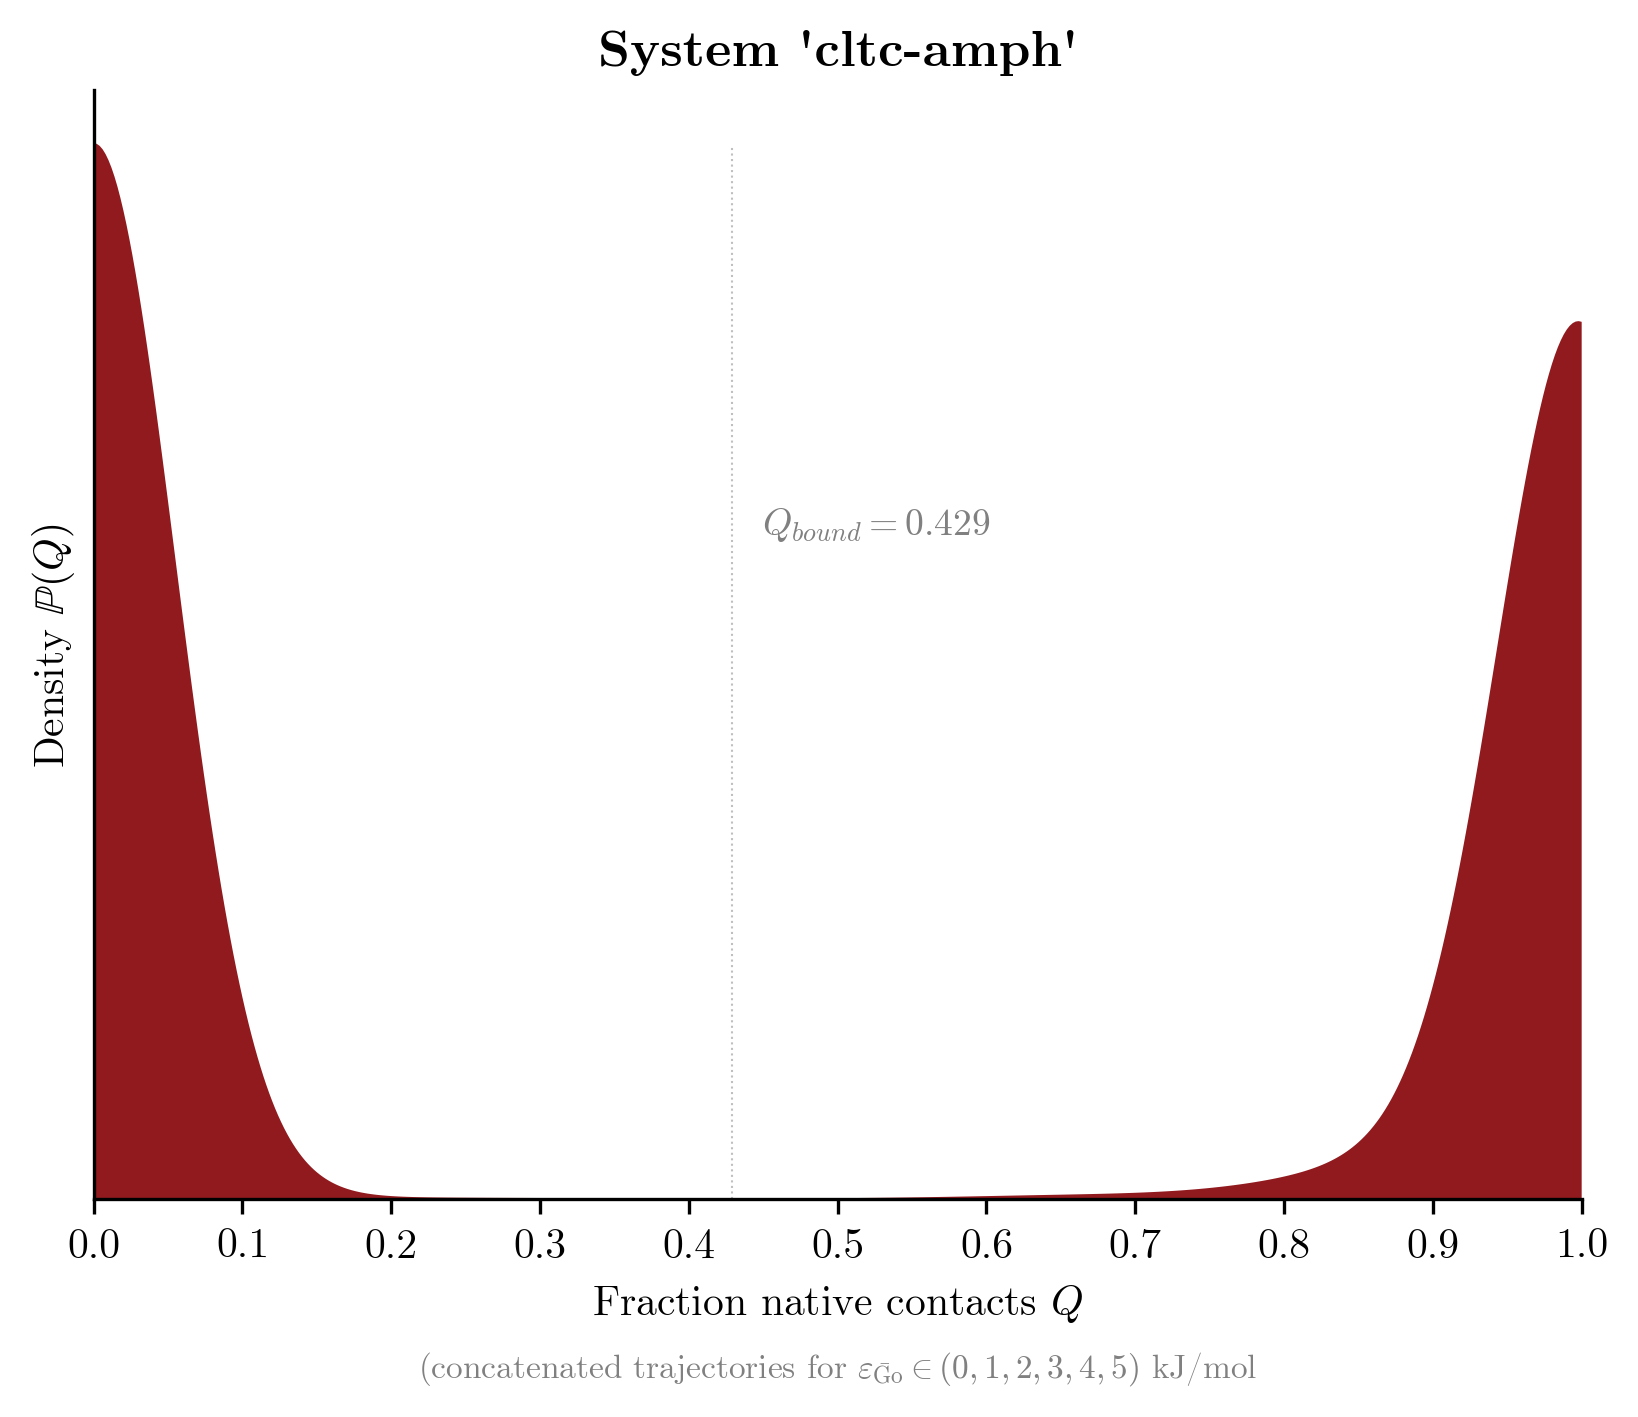 System 'cltc-amph'
Density ℙ(Q)
Q_bound = 0.429
0.0 0.1 0.2 0.3 0.4 0.5 0.6 0.7 0.8 0.9 1.0
Fraction native contacts Q
(concatenated trajectories for ε_Ḡo ∈ (0, 1, 2, 3, 4, 5) kJ/mol